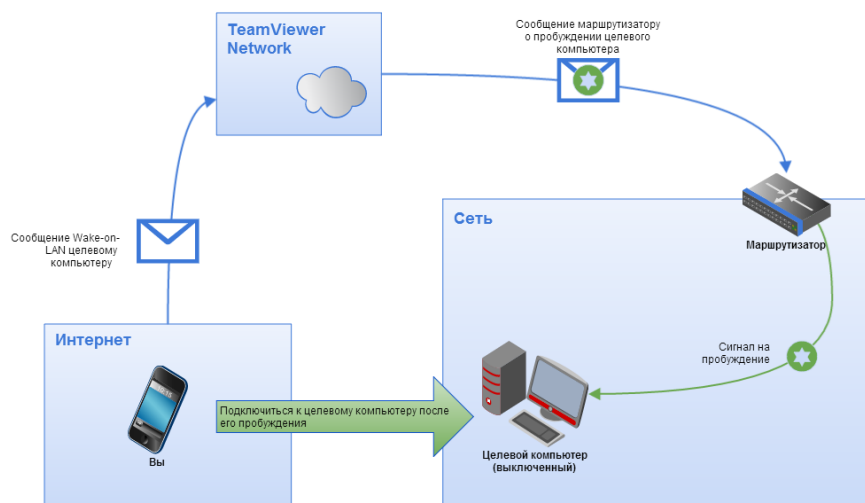 TeamViewer
Network
Сообщение маршрутизатору
о пробуждении целевого
компьютера
Сообщение Wake-on-
LAN целевому
компьютеру
Сеть
Маршрутизатор
Интернет
Сигнал на
пробуждение
Подключиться к целевому компьютеру после
его пробуждения
Вы
Целевой компьютер
(выключенный)